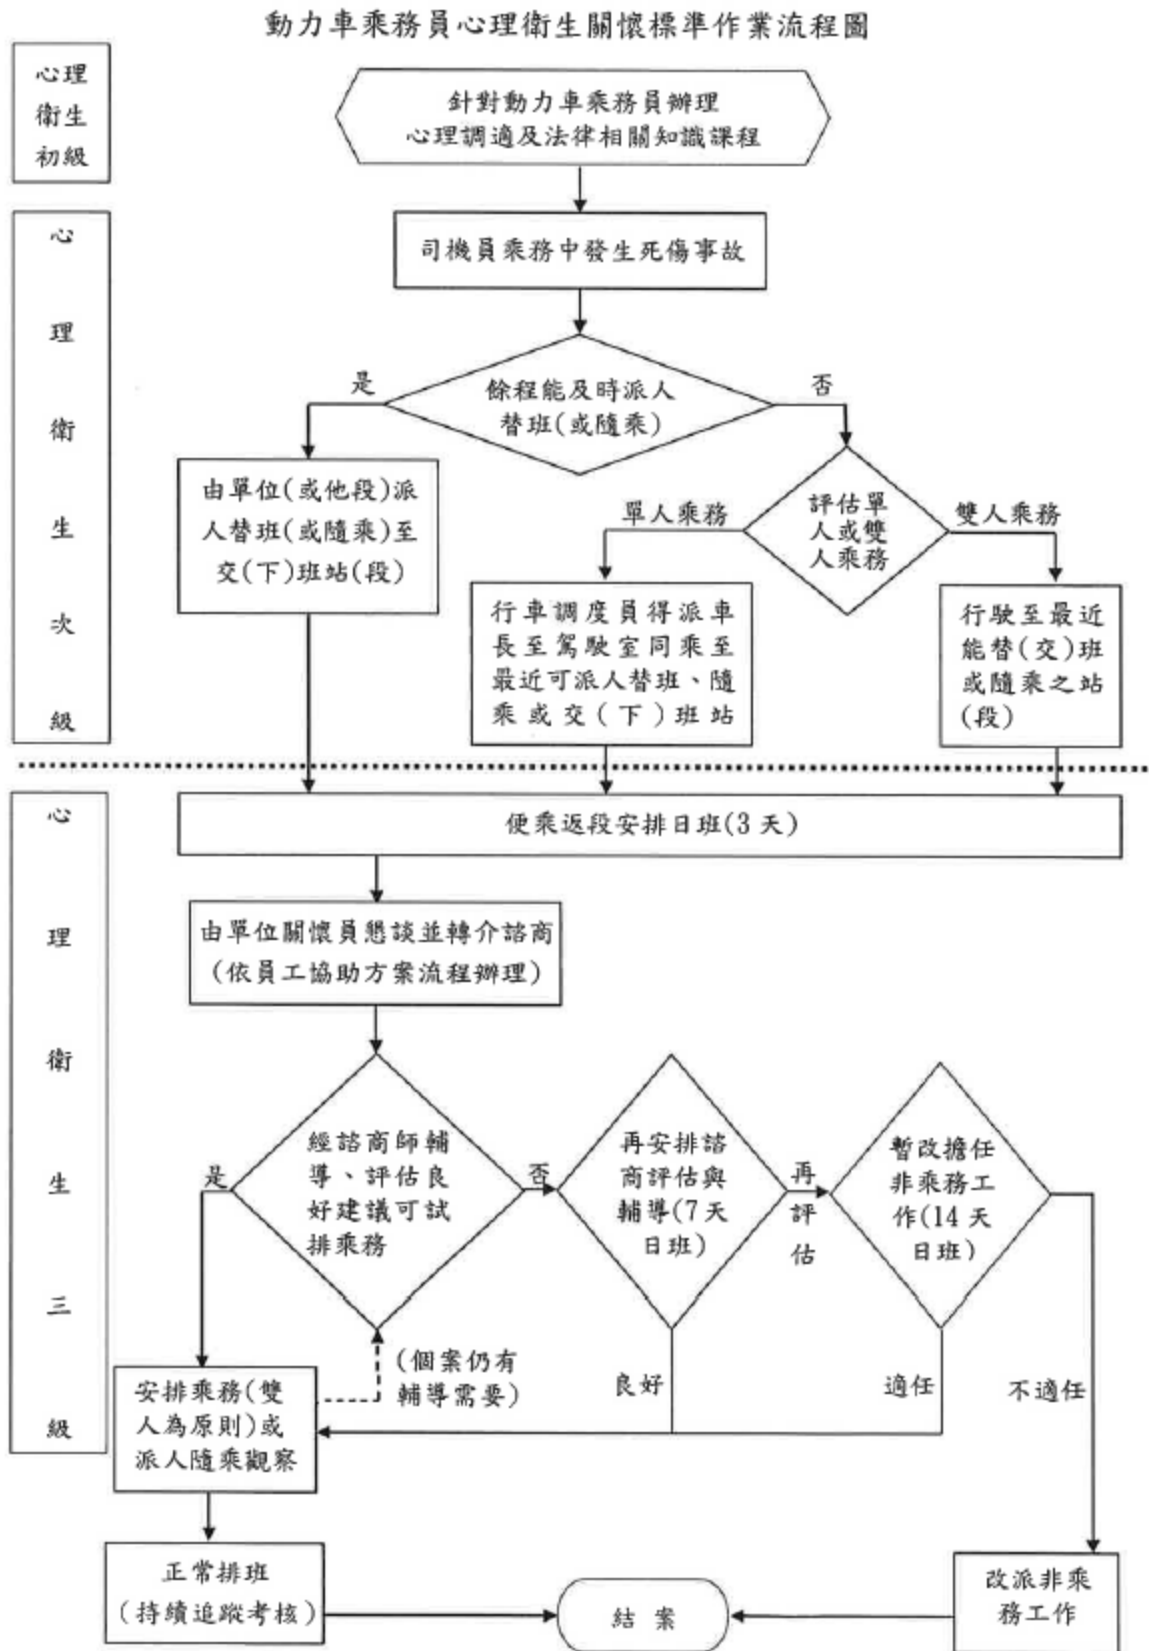 動力車乘務員心理衛生關懷標準作業流程圖
心理
衛生
初級
針對動力車乘務員辦理
心理調適及法律相關知識課程
心
理
衛
生
次
級
司機員乘務中發生死傷事故
餘程能及時派人
替班(或隨乘)
是
否
由單位(或他段)派
人替班(或隨乘)至
交(下)班站(段)
評估單
人或雙
人乘務
單人乘務
雙人乘務
行車調度員得派車
長至駕駛室同乘至
最近可派人替班、隨
乘或交(下)班站
行駛至最近
能替(交)班
或隨乘之站
(段)
心
理
衛
生
三
級
便乘返段安排日班(3天)
由單位關懷員懇談並轉介諮商
(依員工協助方案流程辦理)
經諮商師輔
導、評估良
好建議可試
排乘務
是
否
再安排諮
商評估與
輔導(7天
日班)
再
評
估
暫改擔任
非乘務工
作(14天
日班)
(個案仍有
輔導需要)
良好
適任
不適任
安排乘務(雙
人為原則)或
派人隨乘觀察
正常排班
(持續追蹤考核)
結案
改派非乘
務工作